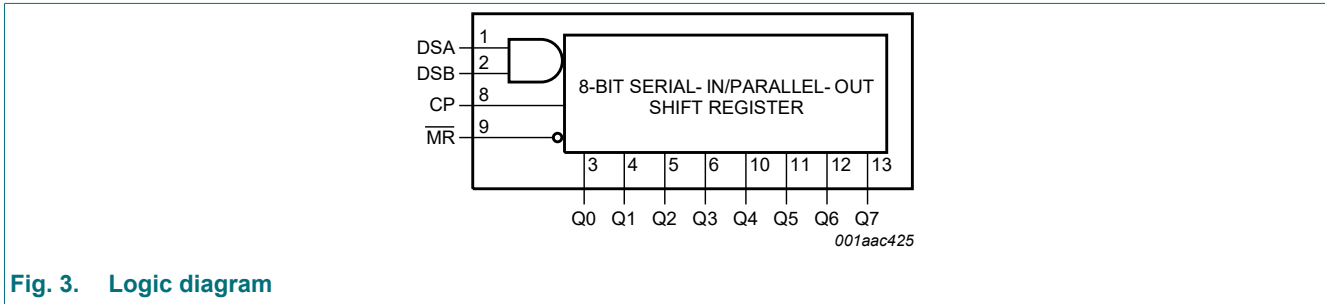 DSA 1
DSB 2
CP 8
MR 9
8-BIT SERIAL- IN/PARALLEL- OUT
SHIFT REGISTER
3 4 5 6 10 11 12 13
Q0 Q1 Q2 Q3 Q4 Q5 Q6 Q7
001aac425
Fig. 3. Logic diagram